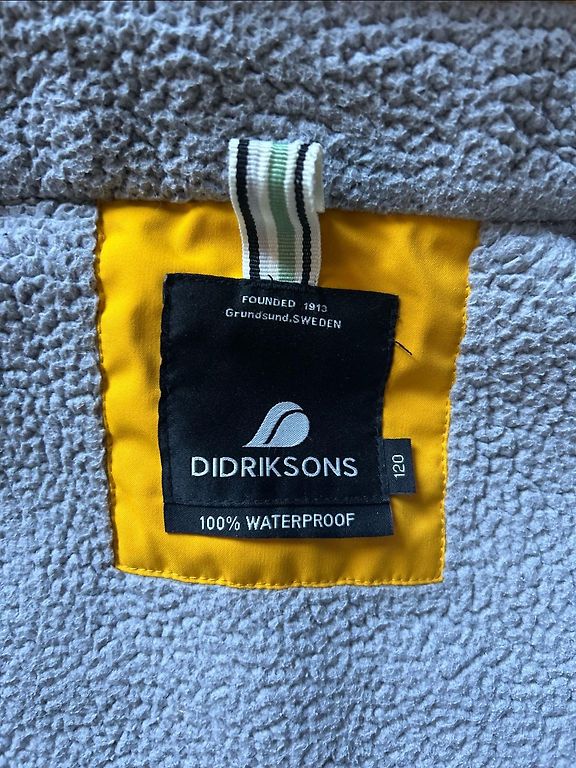 FOUNDED 1913
Grundsund.SWEDEN
DIDRIKSONS
120
100% WATERPROOF